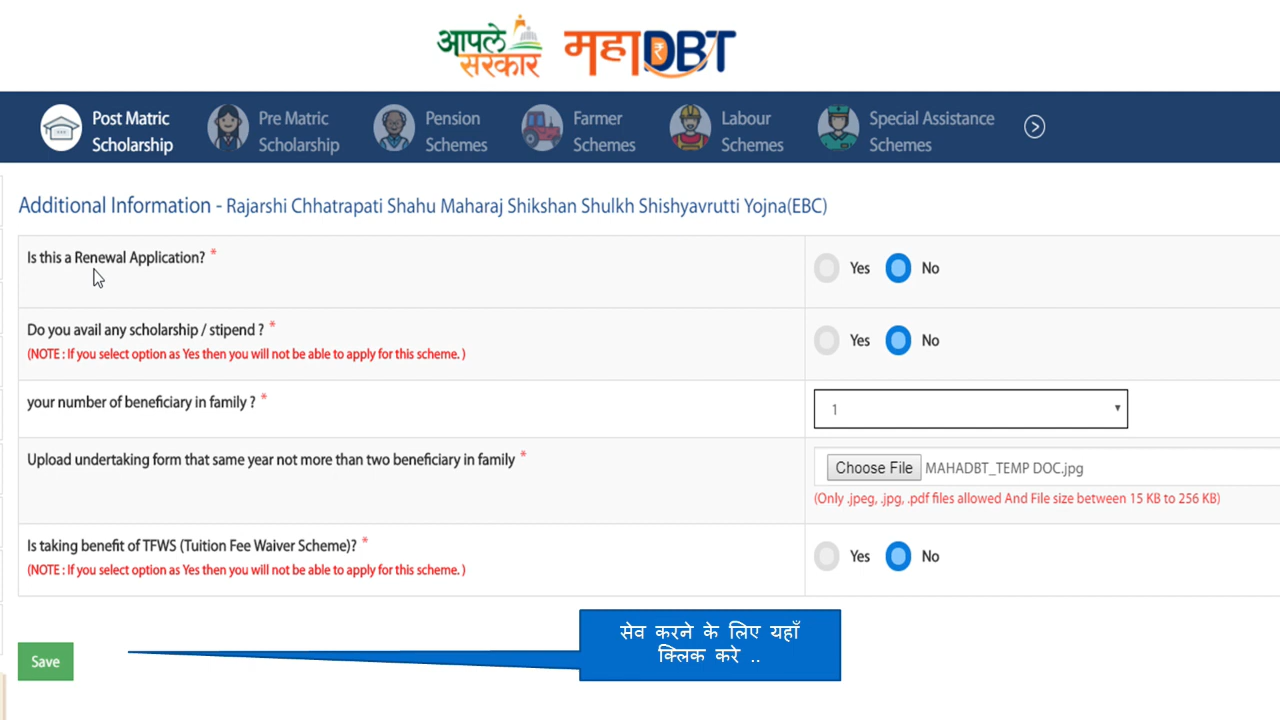 आपले
सरकार
महाDBT
Post Matric
Scholarship
Pre Matric
Scholarship
Pension
Schemes
Farmer
Schemes
Labour
Schemes
Special Assistance
Schemes
Additional Information - Rajarshi Chhatrapati Shahu Maharaj Shikshan Shulkh Shishyavrutti Yojna(EBC)
Is this a Renewal Application? *
Yes No
Do you avail any scholarship / stipend ? *
(NOTE : If you select option as Yes then you will not be able to apply for this scheme. )
Yes No
your number of beneficiary in family ? *
1
Upload undertaking form that same year not more than two beneficiary in family *
Choose File MAHADBT_TEMP DOC.jpg
(Only .jpeg, .jpg, .pdf files allowed And File size between 15 KB to 256 KB)
Is taking benefit of TFWS (Tuition Fee Waiver Scheme)? *
(NOTE : If you select option as Yes then you will not be able to apply for this scheme. )
Yes No
Save
सेव करने के लिए यहाँ
क्लिक करे ..